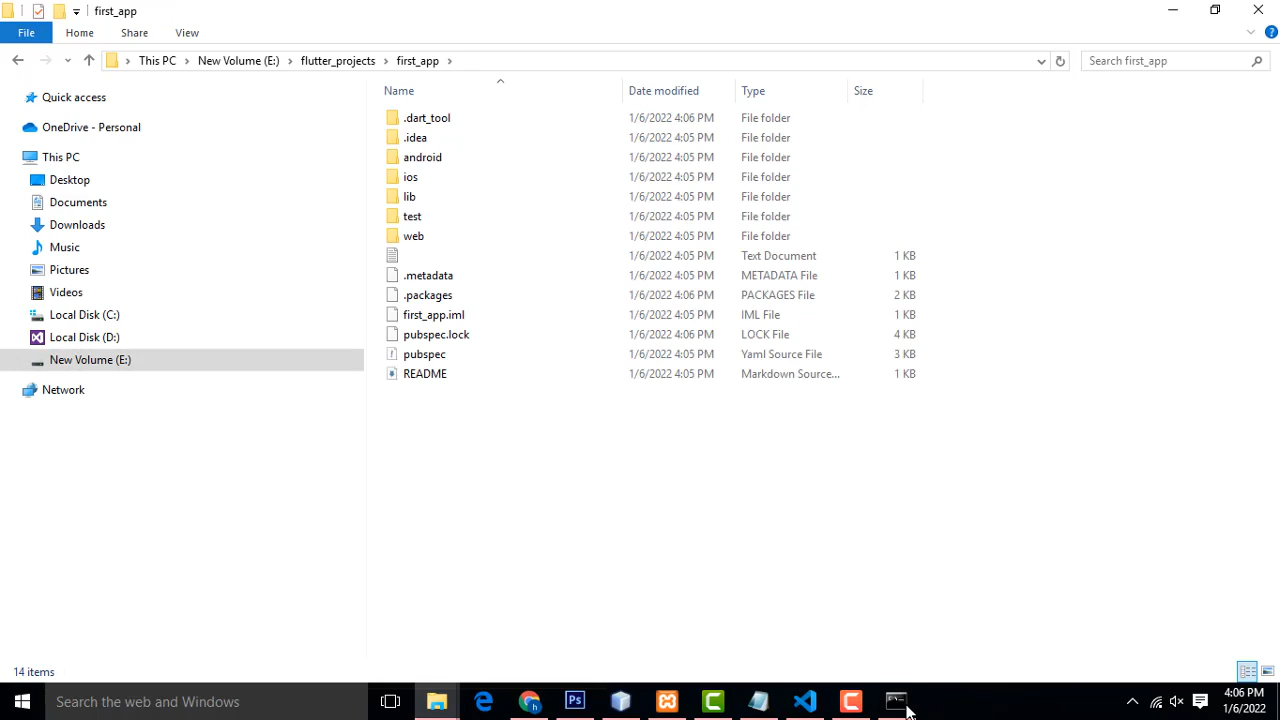 first_app
File Home Share View
This PC New Volume (E:) flutter_projects first_app Search first_app
Name Date modified Type Size
Quick access
OneDrive - Personal
This PC
Desktop
Documents
Downloads
Music
Pictures
Videos
Local Disk (C:)
Local Disk (D:)
New Volume (E:)
Network
.dart_tool 1/6/2022 4:06 PM File folder
.idea 1/6/2022 4:05 PM File folder
android 1/6/2022 4:05 PM File folder
ios 1/6/2022 4:05 PM File folder
lib 1/6/2022 4:05 PM File folder
test 1/6/2022 4:05 PM File folder
web 1/6/2022 4:05 PM File folder
1/6/2022 4:05 PM Text Document 1 KB
.metadata 1/6/2022 4:05 PM METADATA File 1 KB
.packages 1/6/2022 4:06 PM PACKAGES File 2 KB
first_app.iml 1/6/2022 4:05 PM IML File 1 KB
pubspec.lock 1/6/2022 4:06 PM LOCK File 4 KB
pubspec 1/6/2022 4:05 PM Yaml Source File 3 KB
README 1/6/2022 4:05 PM Markdown Source... 1 KB
14 items
Search the web and Windows
Ps
4:06 PM
1/6/2022